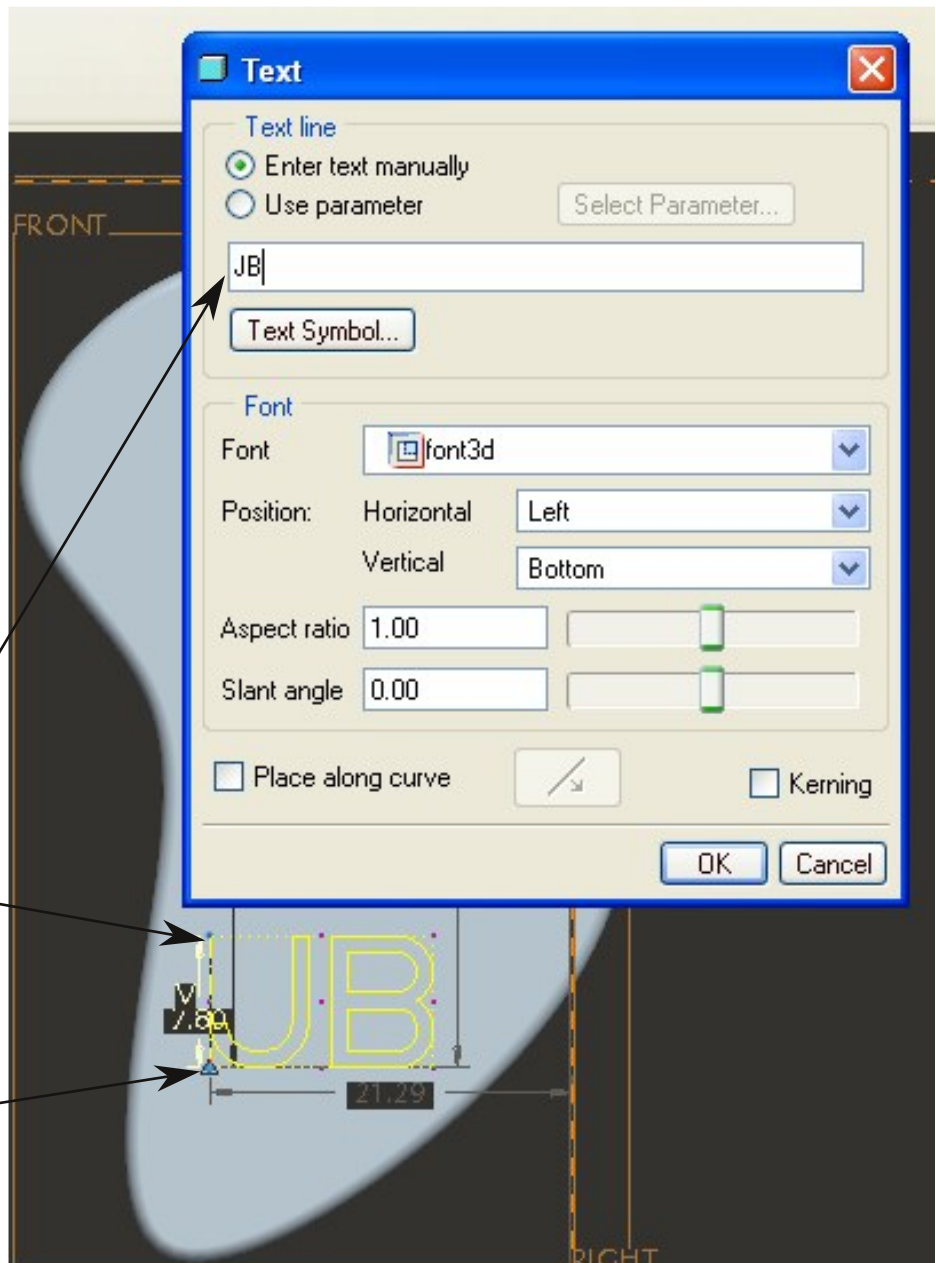 Text
Text line
Enter text manually
Use parameter
Select Parameter...
FRONT
JB
Text Symbol...
Font
Font
font3d
Position: Horizontal Left
Vertical Bottom
Aspect ratio 1.00
Slant angle 0.00
Place along curve
Kerning
OK Cancel
JB
V
7.80
21.29
RIGHT